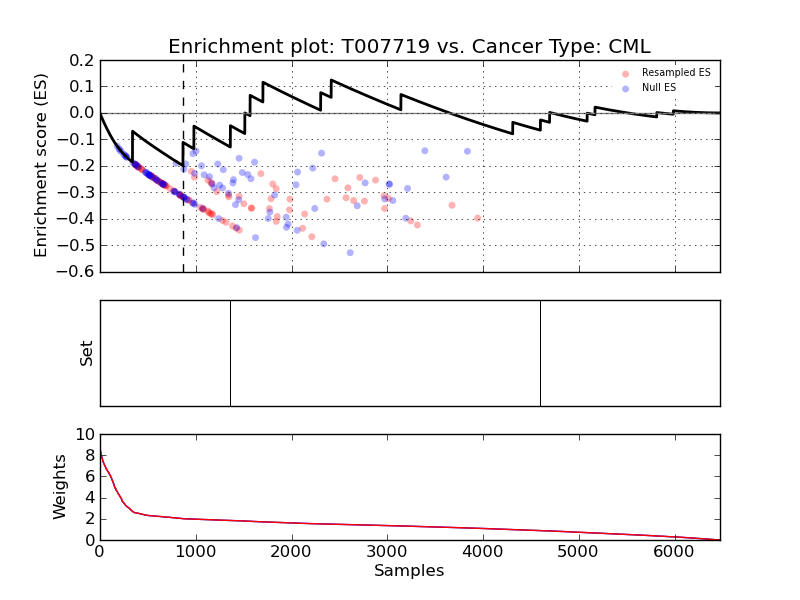 Enrichment plot: T007719 vs. Cancer Type: CML
Enrichment score (ES)
0.2
0.1
0.0
−0.1
−0.2
−0.3
−0.4
−0.5
−0.6
Resampled ES
Null ES
Set
Weights
10
8
6
4
2
0
0 1000 2000 3000 4000 5000 6000
Samples